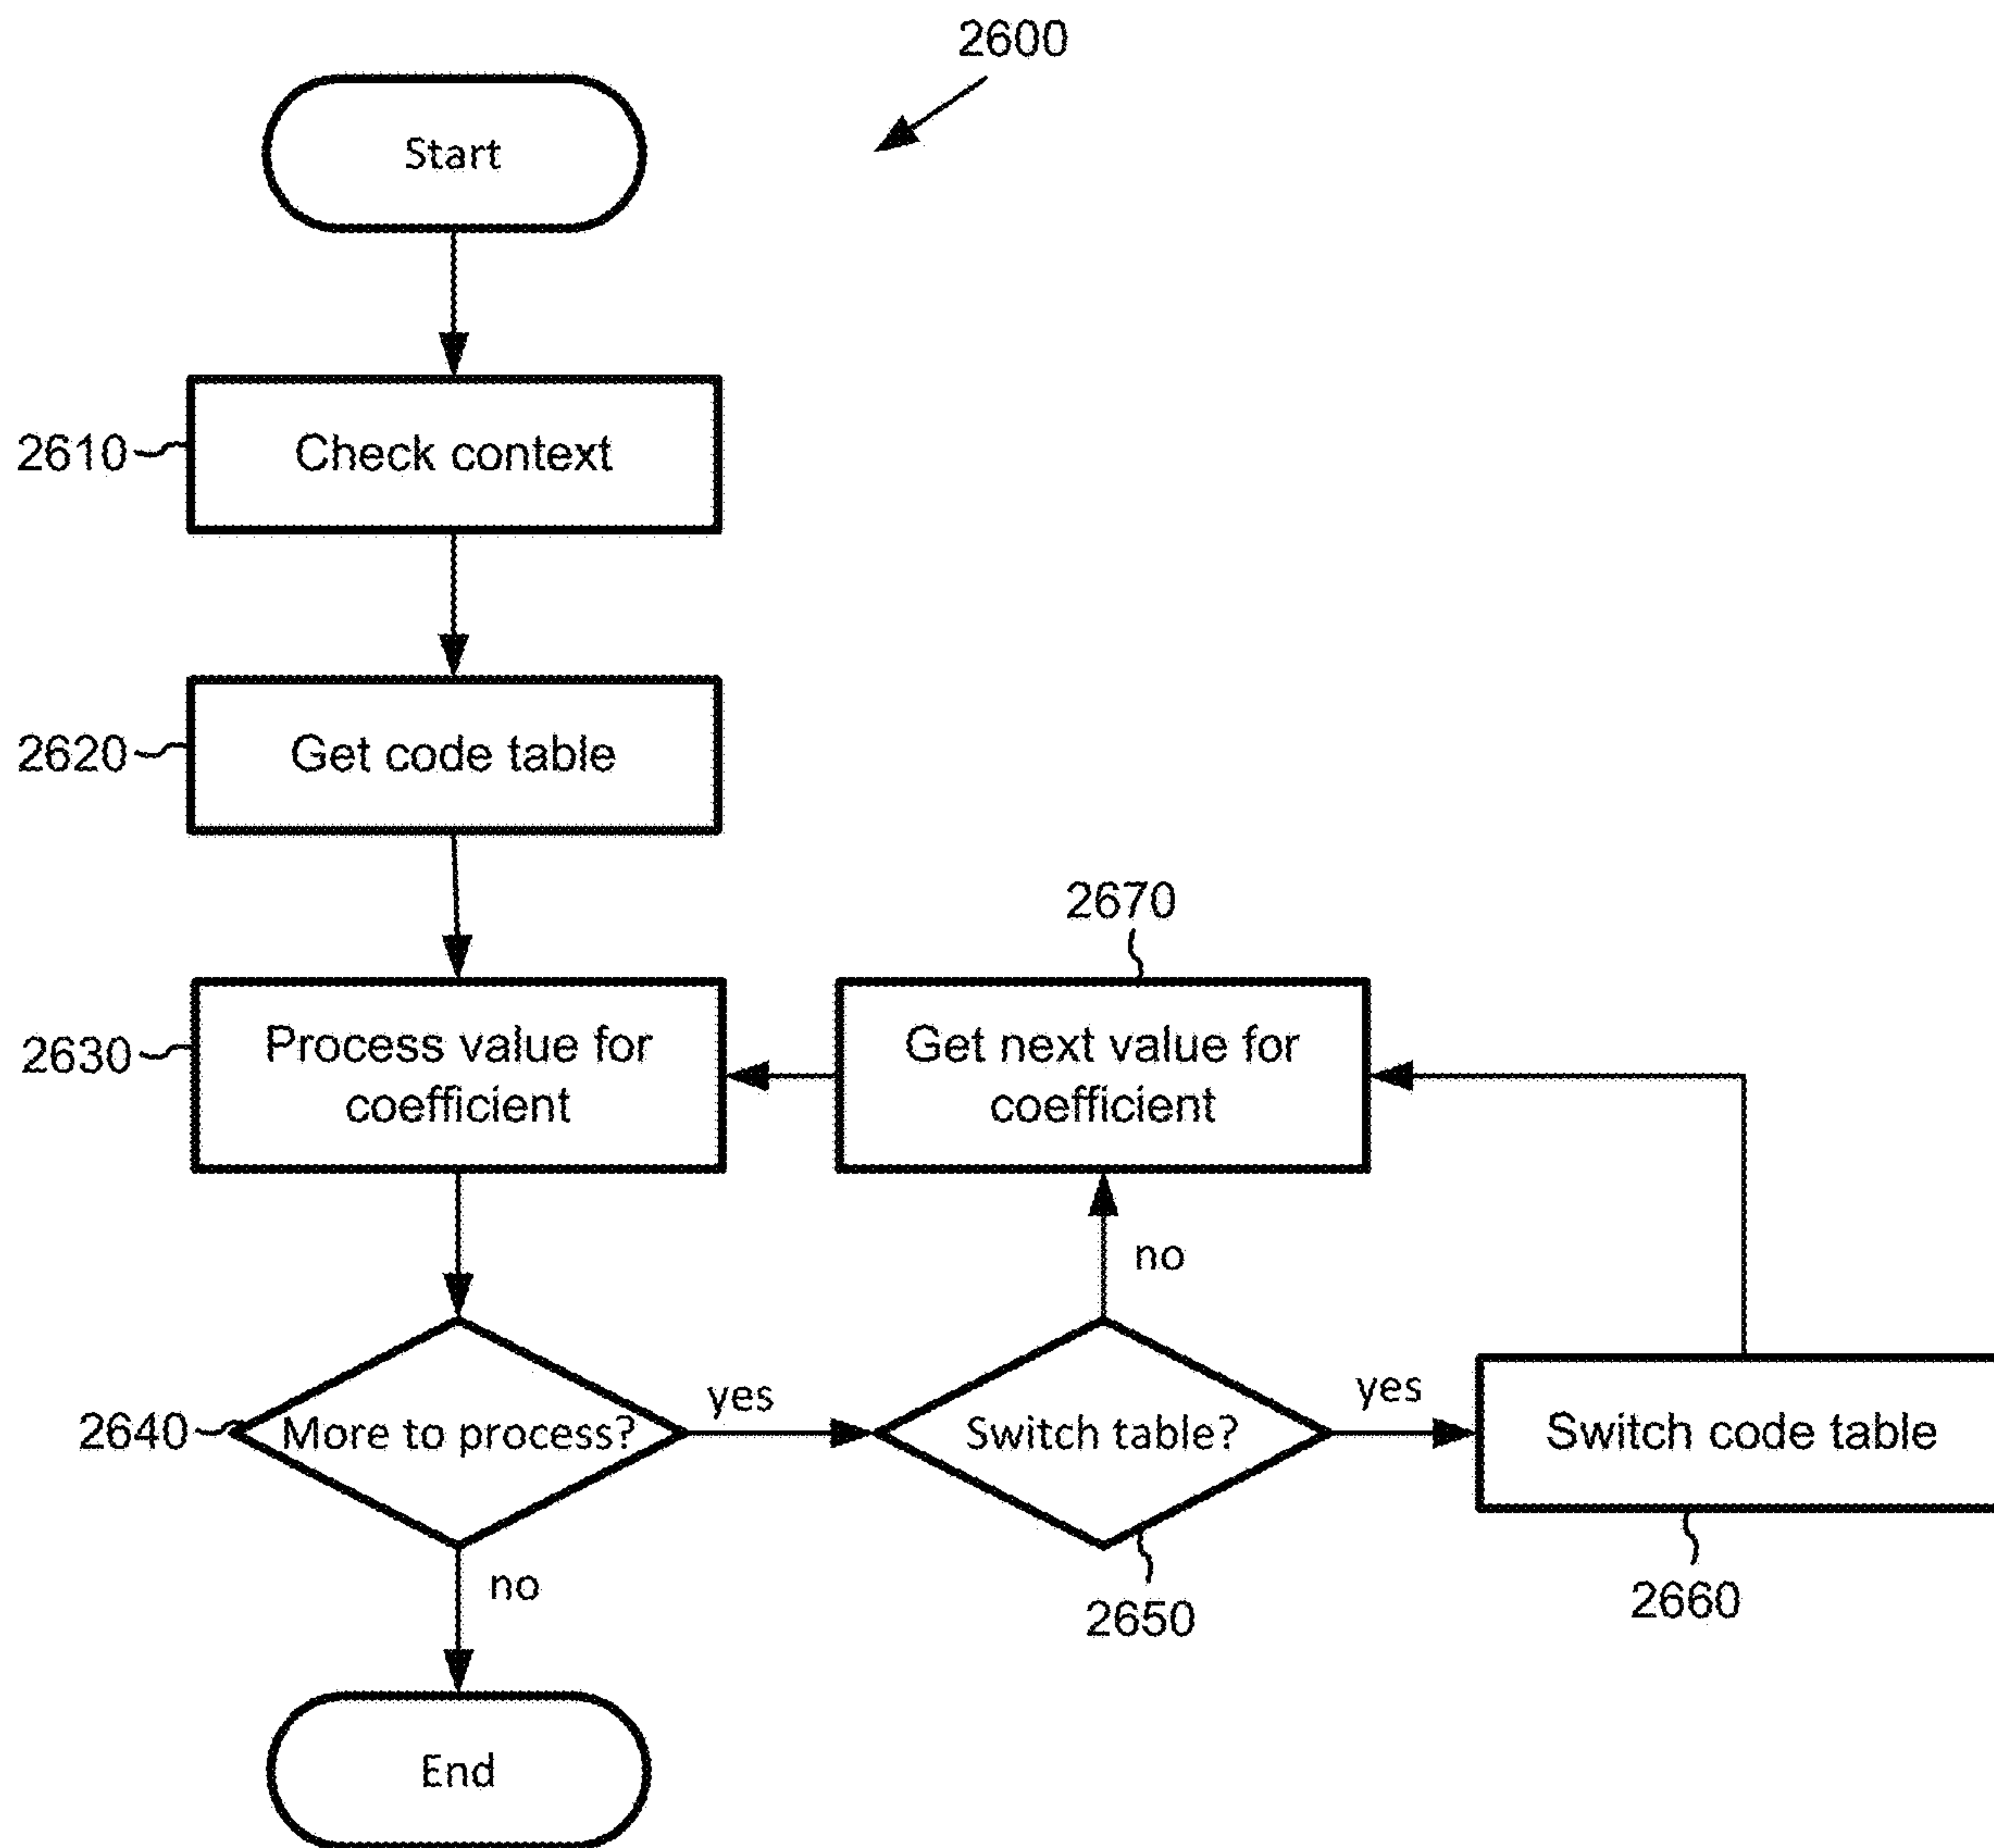 2600
Start
2610
Check context
2620
Get code table
2670
2630
Process value for
coefficient
Get next value for
coefficient
no
2640
More to process?
yes
Switch table?
yes
Switch code table
no
2650
2660
End